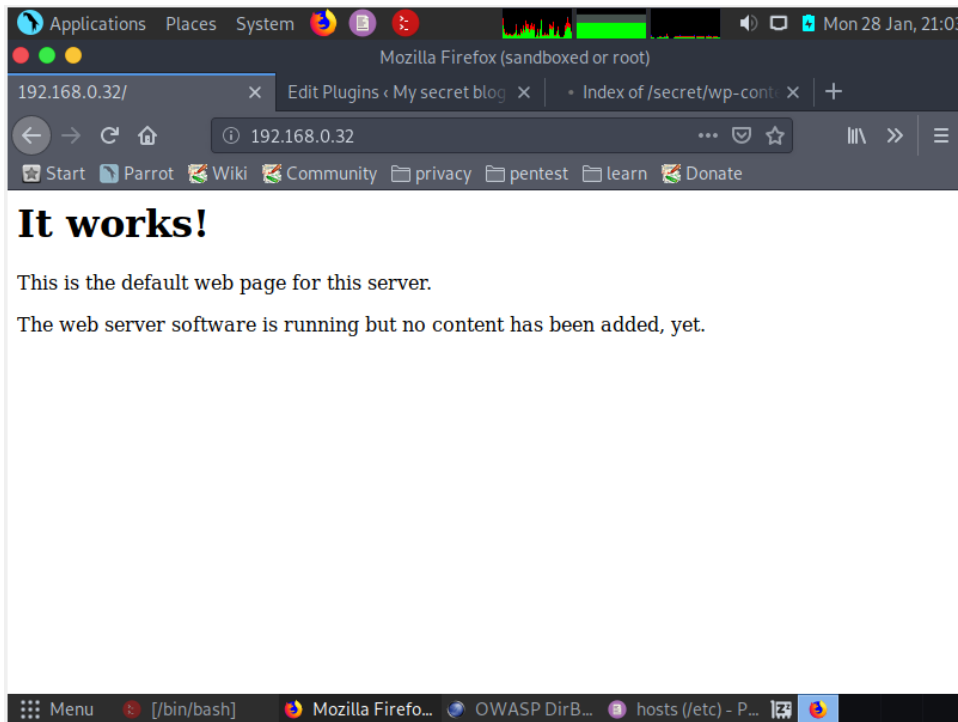 Applications Places System Mon 28 Jan, 21:03
Mozilla Firefox (sandboxed or root)
192.168.0.32/ Edit Plugins ‹ My secret blog Index of /secret/wp-conte
192.168.0.32
Start Parrot Wiki Community privacy pentest learn Donate
It works!
This is the default web page for this server.
The web server software is running but no content has been added, yet.
Menu [/bin/bash] Mozilla Firefo... OWASP DirB... hosts (/etc) - P...